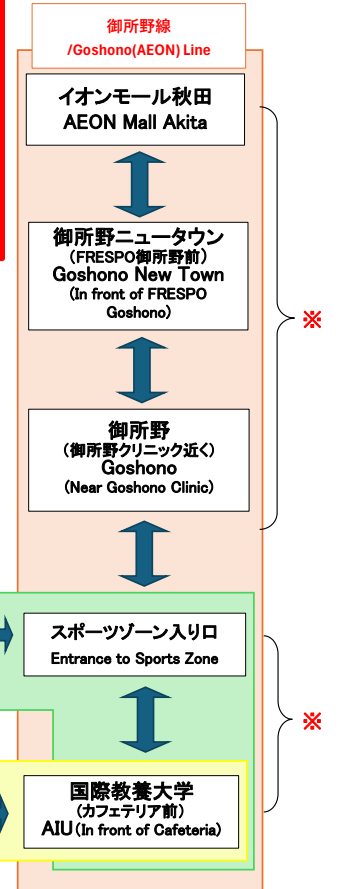 御所野線
/Goshono(AEON) Line
イオンモール秋田
AEON Mall Akita
御所野ニュータウン
(FRESPO御所野前)
Goshono New Town
(In front of FRESPO
Goshono)
※
御所野
(御所野クリニック近く)
Goshono
(Near Goshono Clinic)
スポーツゾーン入り口
Entrance to Sports Zone
※
国際教養大学
(カフェテリア前)
AIU(In front of Cafeteria)